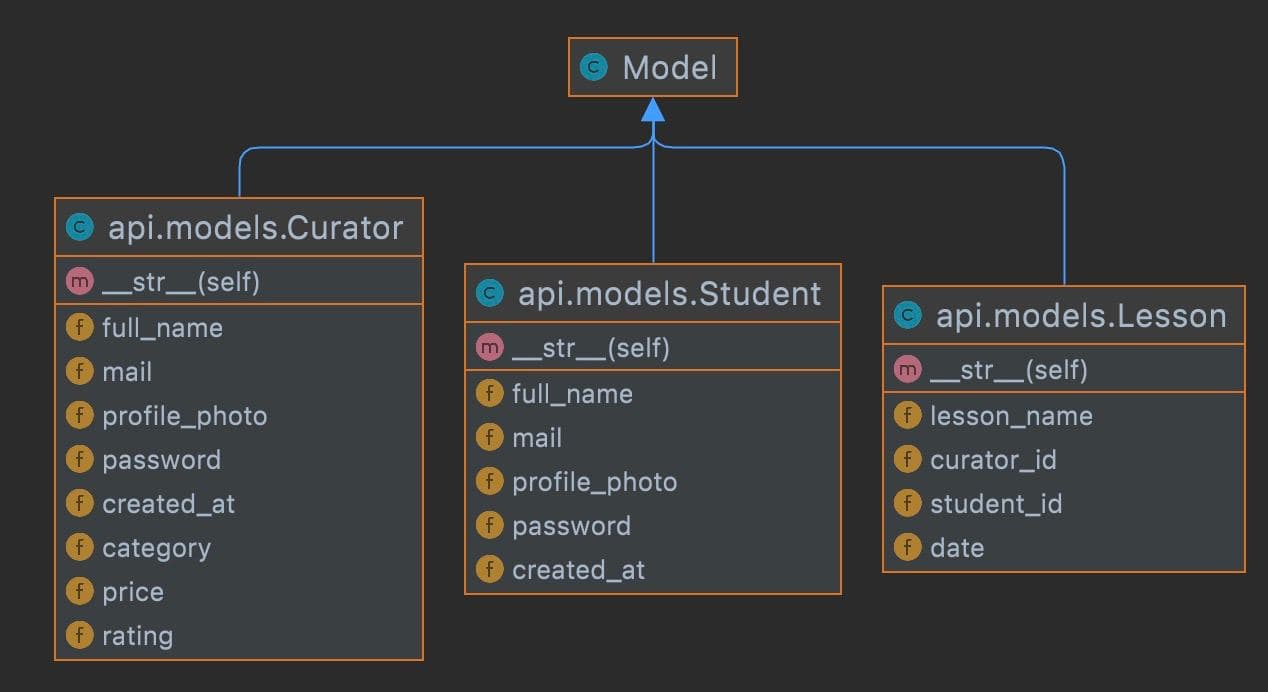 C Model
C api.models.Curator
m __str__(self)
f full_name
f mail
f profile_photo
f password
f created_at
f category
f price
f rating
C api.models.Student
m __str__(self)
f full_name
f mail
f profile_photo
f password
f created_at
C api.models.Lesson
m __str__(self)
f lesson_name
f curator_id
f student_id
f date